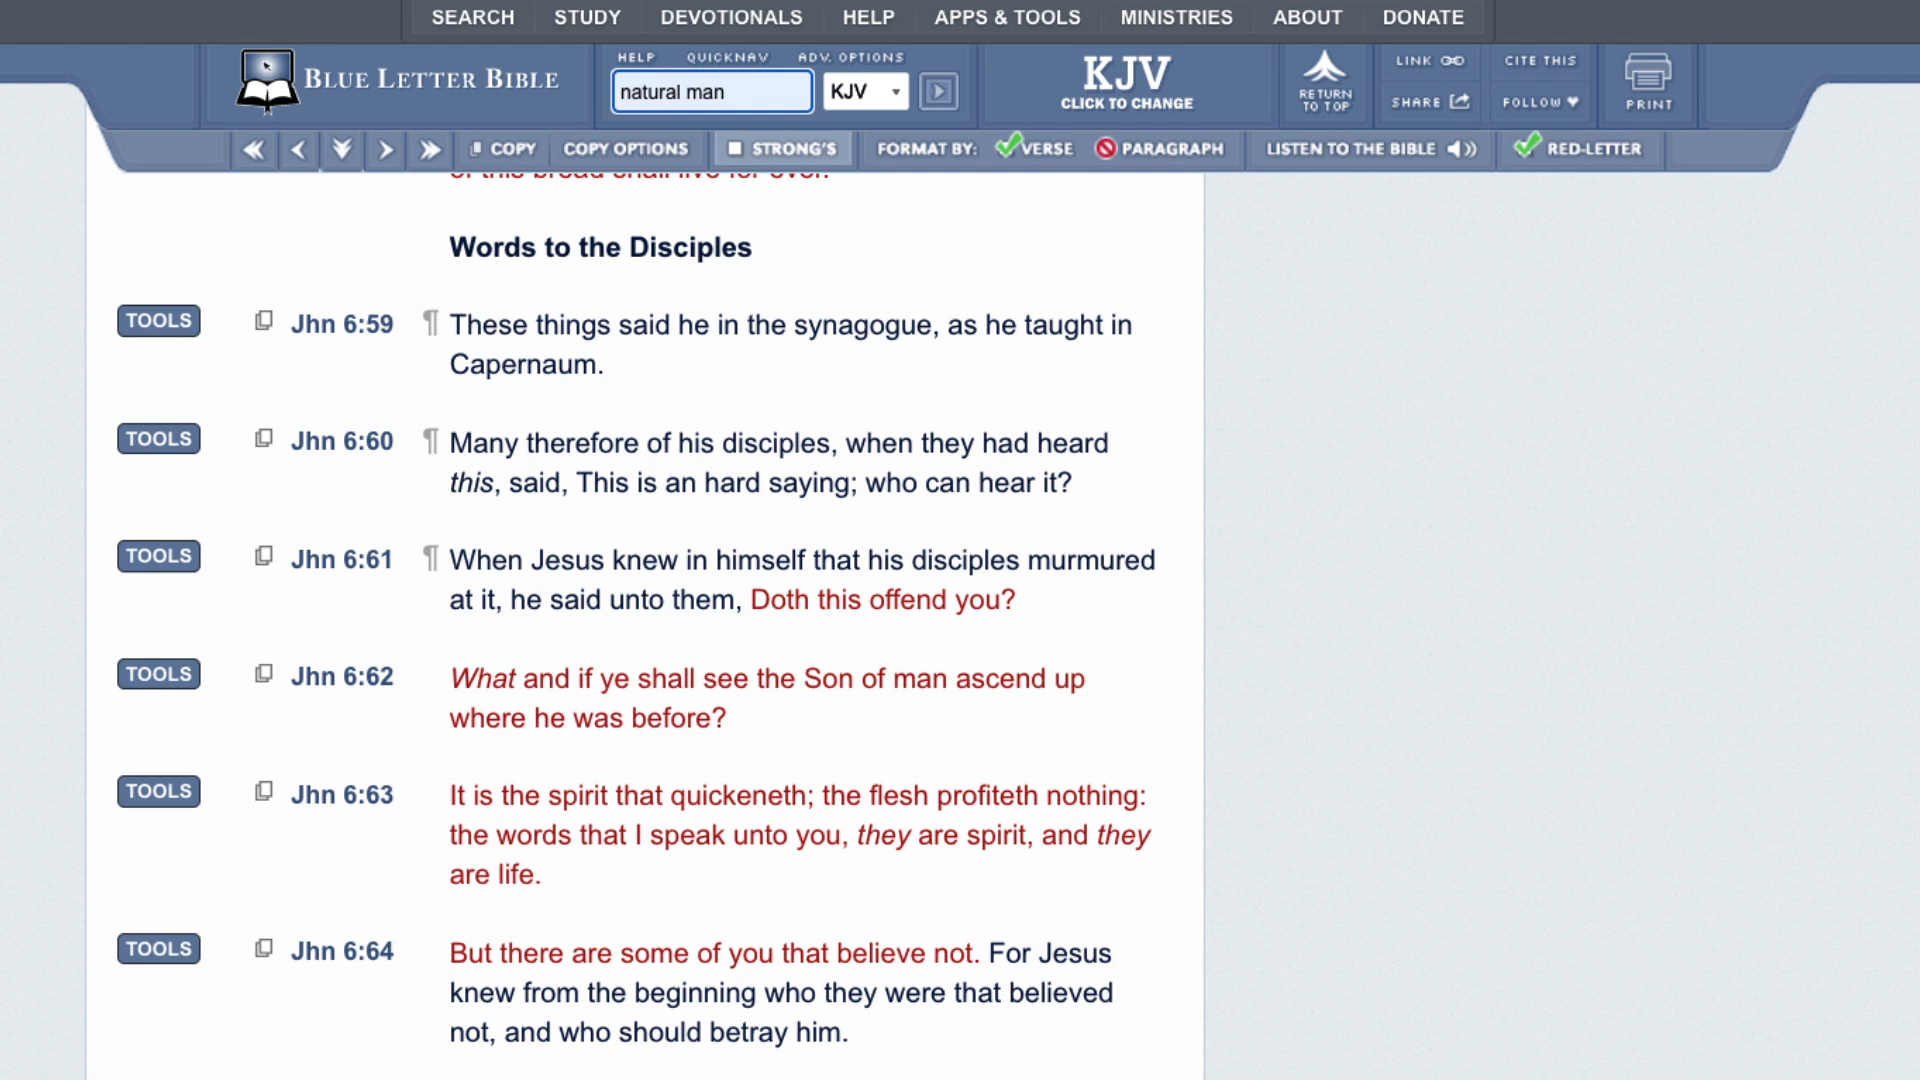 SEARCH STUDY DEVOTIONALS HELP APPS & TOOLS MINISTRIES ABOUT DONATE
BLUE LETTER BIBLE
HELP QUICKNAV ADV. OPTIONS
natural man KJV
KJV
CLICK TO CHANGE
RETURN
TO TOP
LINK CITE THIS
SHARE FOLLOW
PRINT
COPY COPY OPTIONS STRONG'S FORMAT BY: VERSE PARAGRAPH LISTEN TO THE BIBLE RED-LETTER
of this bread shall live for ever.
Words to the Disciples
TOOLS Jhn 6:59 ¶ These things said he in the synagogue, as he taught in
Capernaum.
TOOLS Jhn 6:60 ¶ Many therefore of his disciples, when they had heard
this, said, This is an hard saying; who can hear it?
TOOLS Jhn 6:61 ¶ When Jesus knew in himself that his disciples murmured
at it, he said unto them, Doth this offend you?
TOOLS Jhn 6:62 What and if ye shall see the Son of man ascend up
where he was before?
TOOLS Jhn 6:63 It is the spirit that quickeneth; the flesh profiteth nothing:
the words that I speak unto you, they are spirit, and they
are life.
TOOLS Jhn 6:64 But there are some of you that believe not. For Jesus
knew from the beginning who they were that believed
not, and who should betray him.